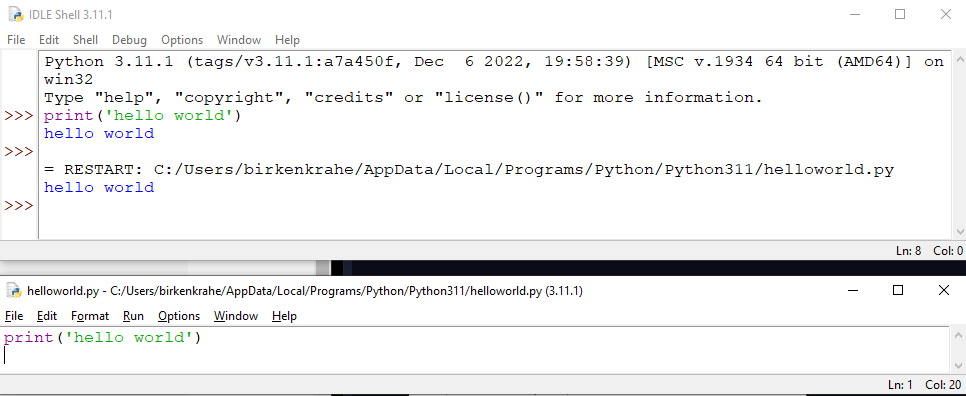 IDLE Shell 3.11.1
File Edit Shell Debug Options Window Help
Python 3.11.1 (tags/v3.11.1:a7a450f, Dec  6 2022, 19:58:39) [MSC v.1934 64 bit (AMD64)] on
win32
Type "help", "copyright", "credits" or "license()" for more information.
>>> print('hello world')
hello world
>>>
= RESTART: C:/Users/birkenkrahe/AppData/Local/Programs/Python/Python311/helloworld.py
hello world
>>>
Ln: 8 Col: 0
helloworld.py - C:/Users/birkenkrahe/AppData/Local/Programs/Python/Python311/helloworld.py (3.11.1)
File Edit Format Run Options Window Help
print('hello world')
Ln: 1 Col: 20